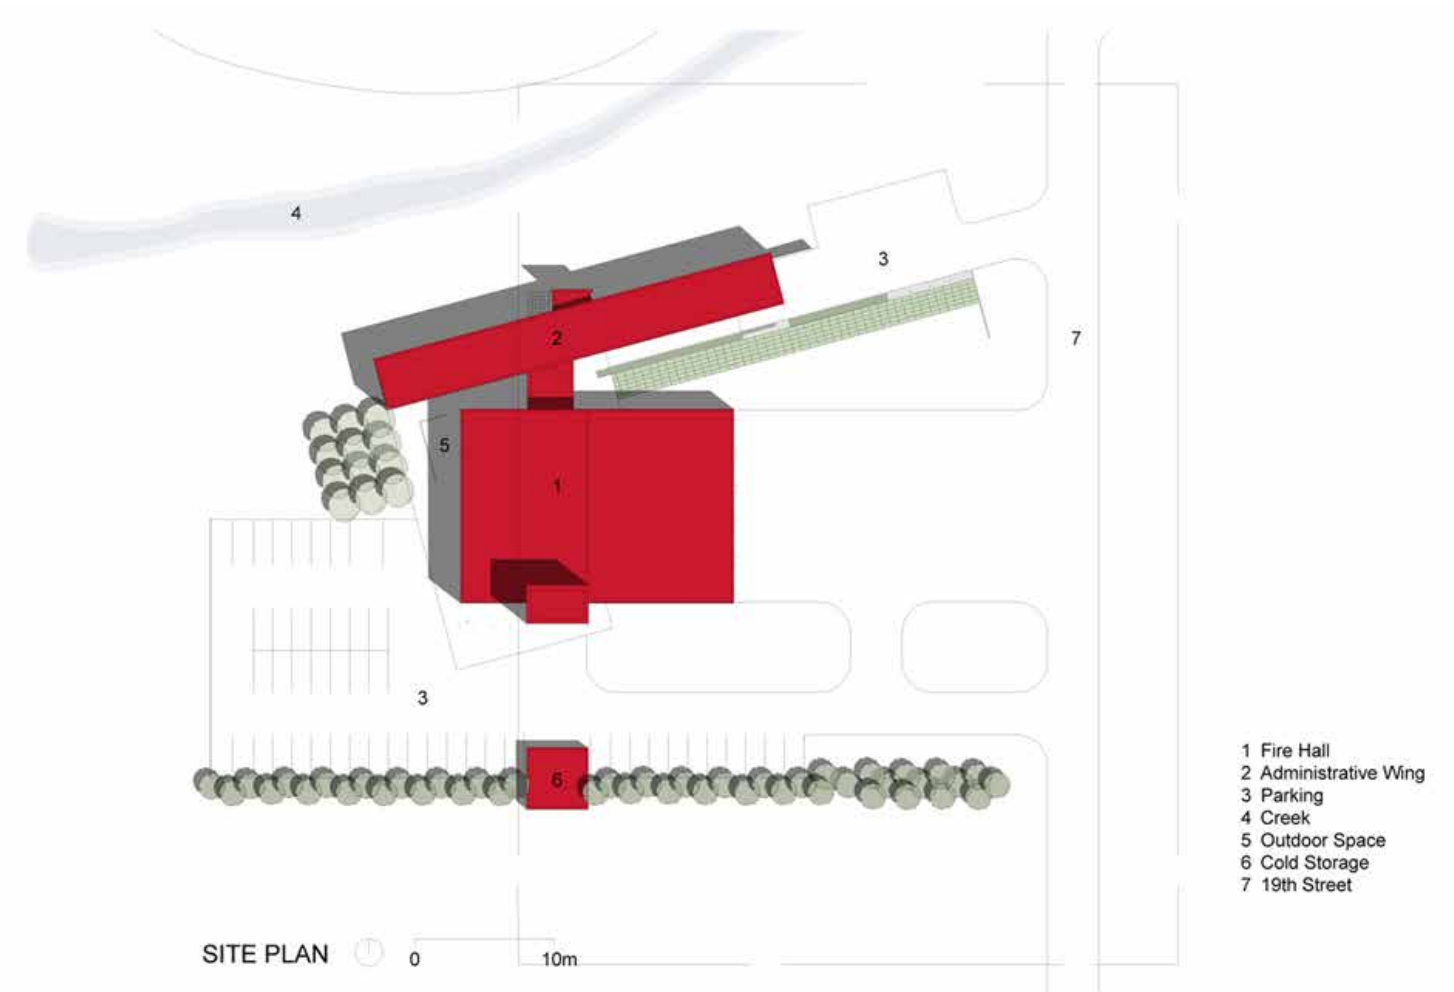 4
3
2
7
5
1
3
6
1 Fire Hall
2 Administrative Wing
3 Parking
4 Creek
5 Outdoor Space
6 Cold Storage
7 19th Street
SITE PLAN 0 10m